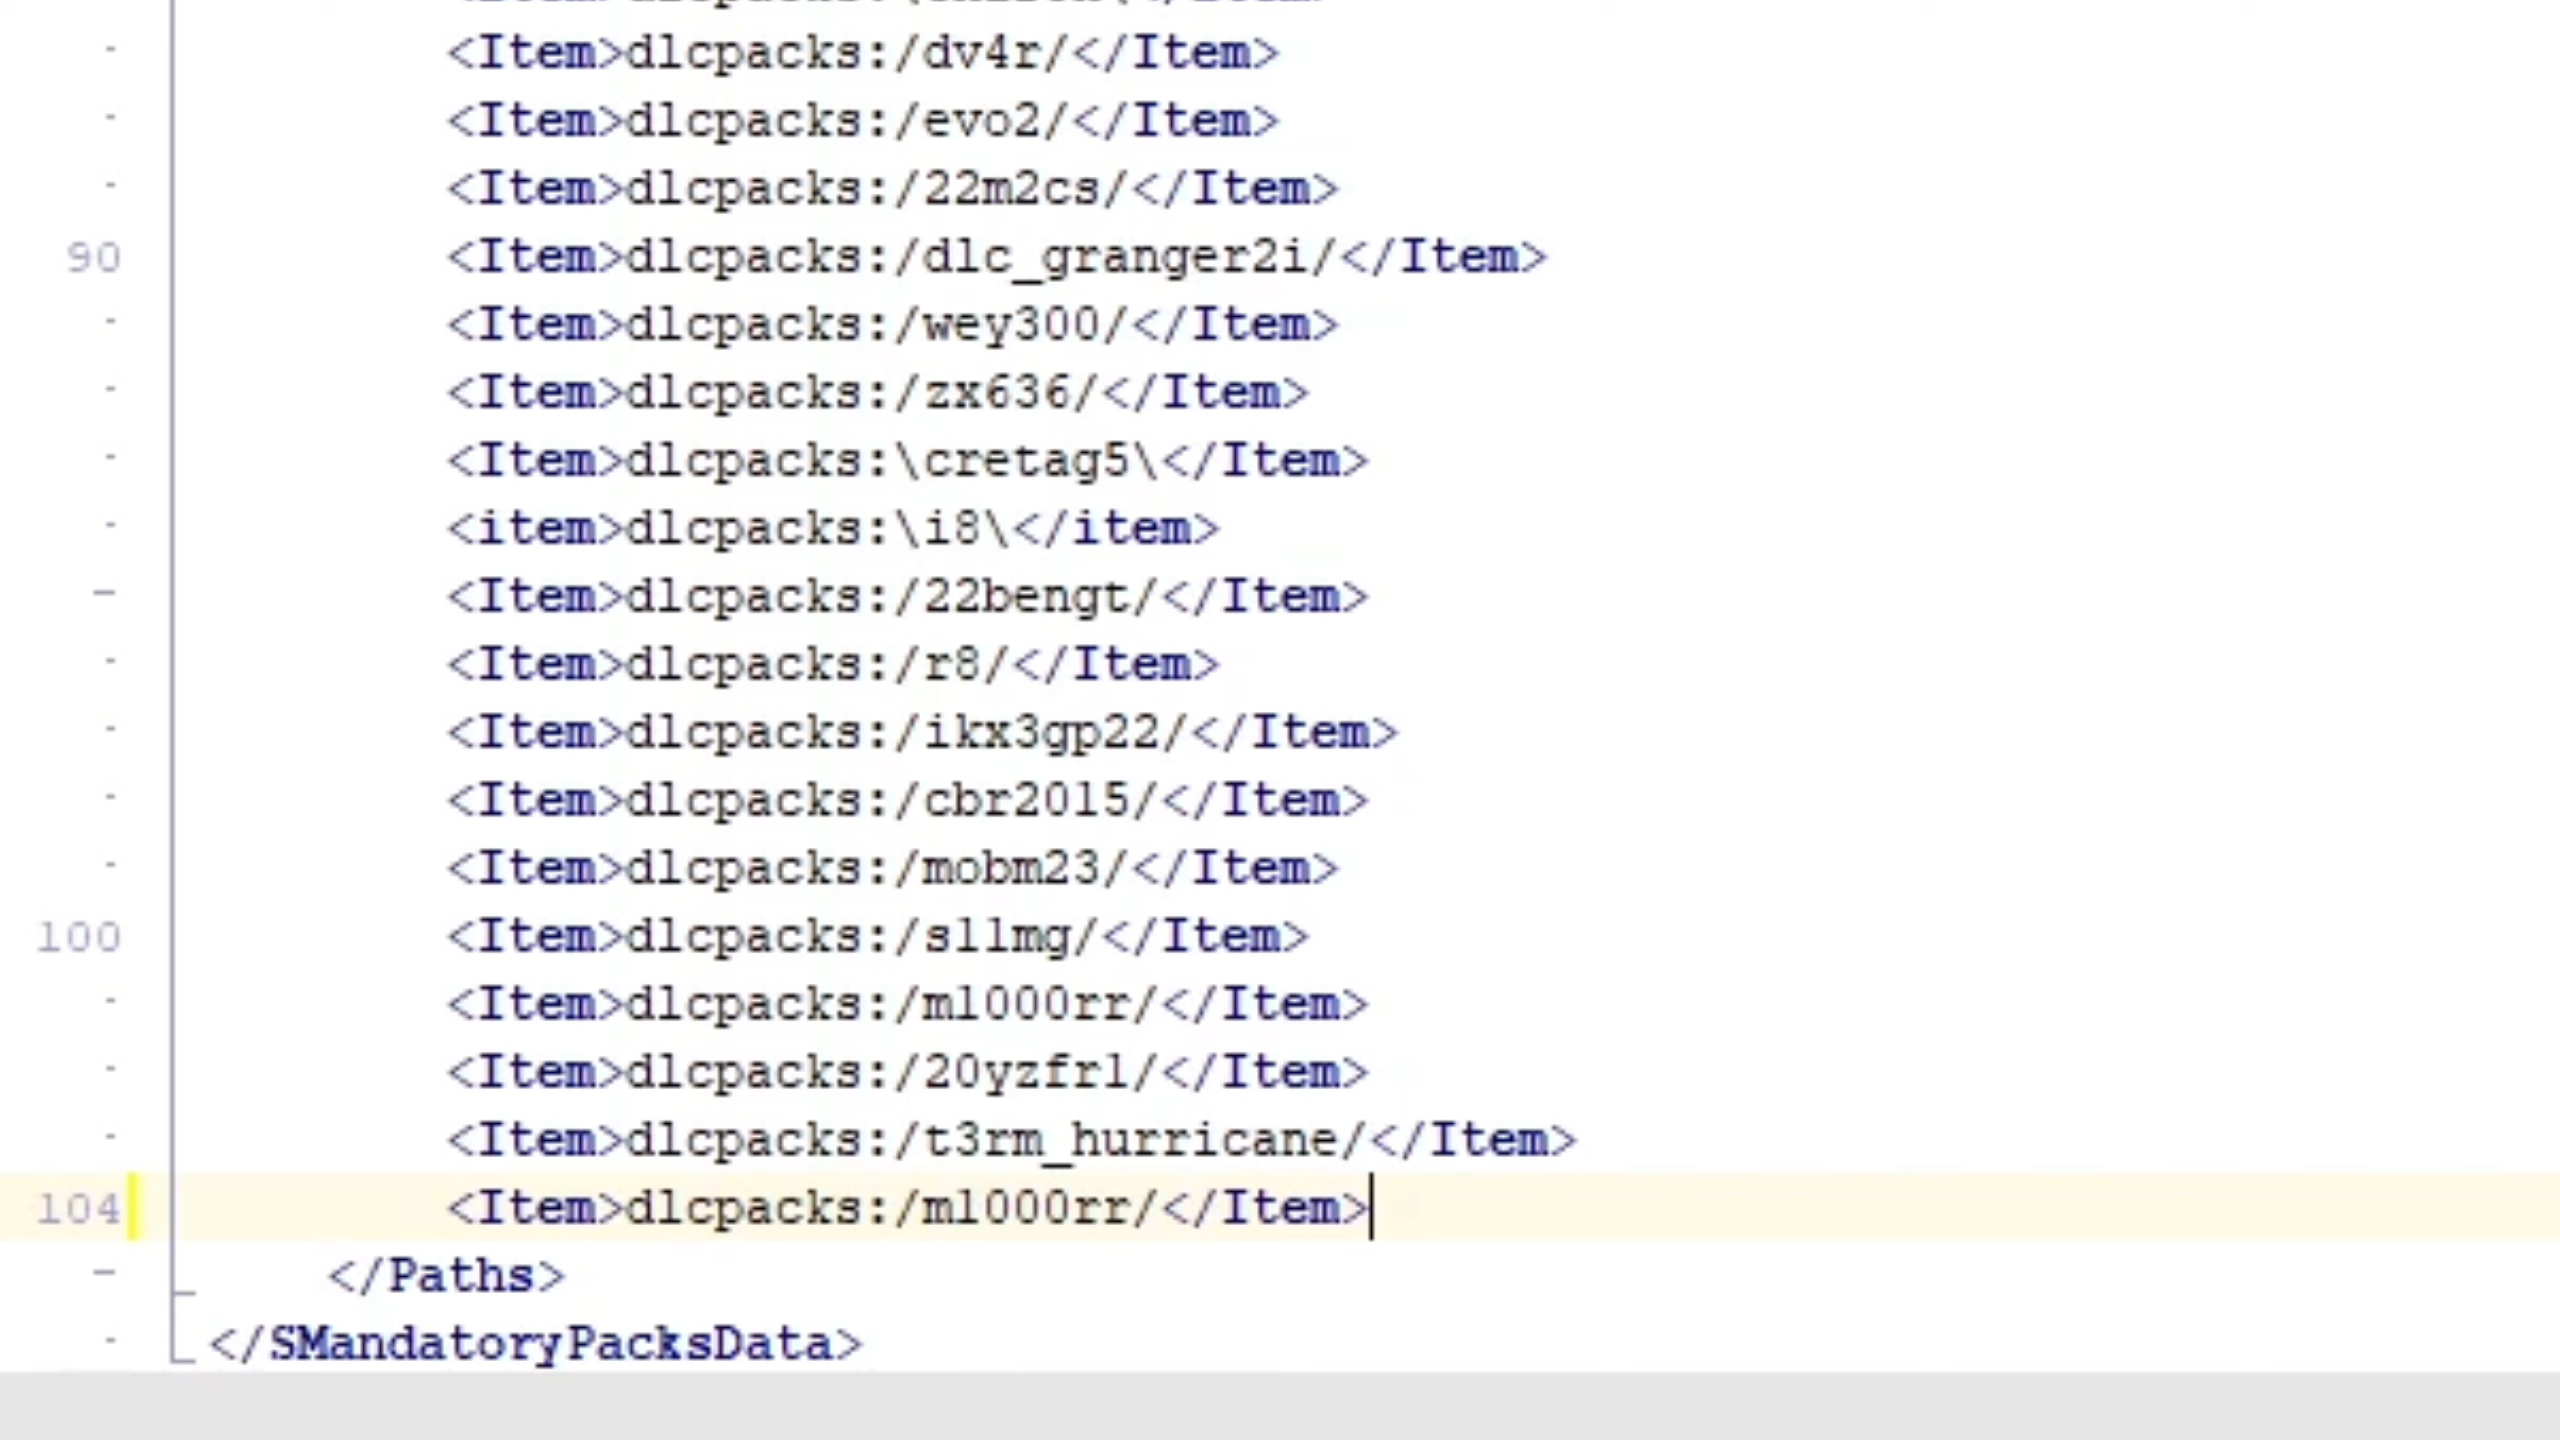 <Item>dlcpacks:/dv4r/</Item>
<Item>dlcpacks:/evo2/</Item>
<Item>dlcpacks:/22m2cs/</Item>
90 <Item>dlcpacks:/dlc_granger2i/</Item>
<Item>dlcpacks:/wey300/</Item>
<Item>dlcpacks:/zx636/</Item>
<Item>dlcpacks:\cretag5\</Item>
<item>dlcpacks:\i8\</item>
<Item>dlcpacks:/22bengt/</Item>
<Item>dlcpacks:/r8/</Item>
<Item>dlcpacks:/ikx3gp22/</Item>
<Item>dlcpacks:/cbr2015/</Item>
<Item>dlcpacks:/mobm23/</Item>
100 <Item>dlcpacks:/sllmg/</Item>
<Item>dlcpacks:/m1000rr/</Item>
<Item>dlcpacks:/20yzfr1/</Item>
<Item>dlcpacks:/t3rm_hurricane/</Item>
104 <Item>dlcpacks:/m1000rr/</Item>
</Paths>
</SMandatoryPacksData>